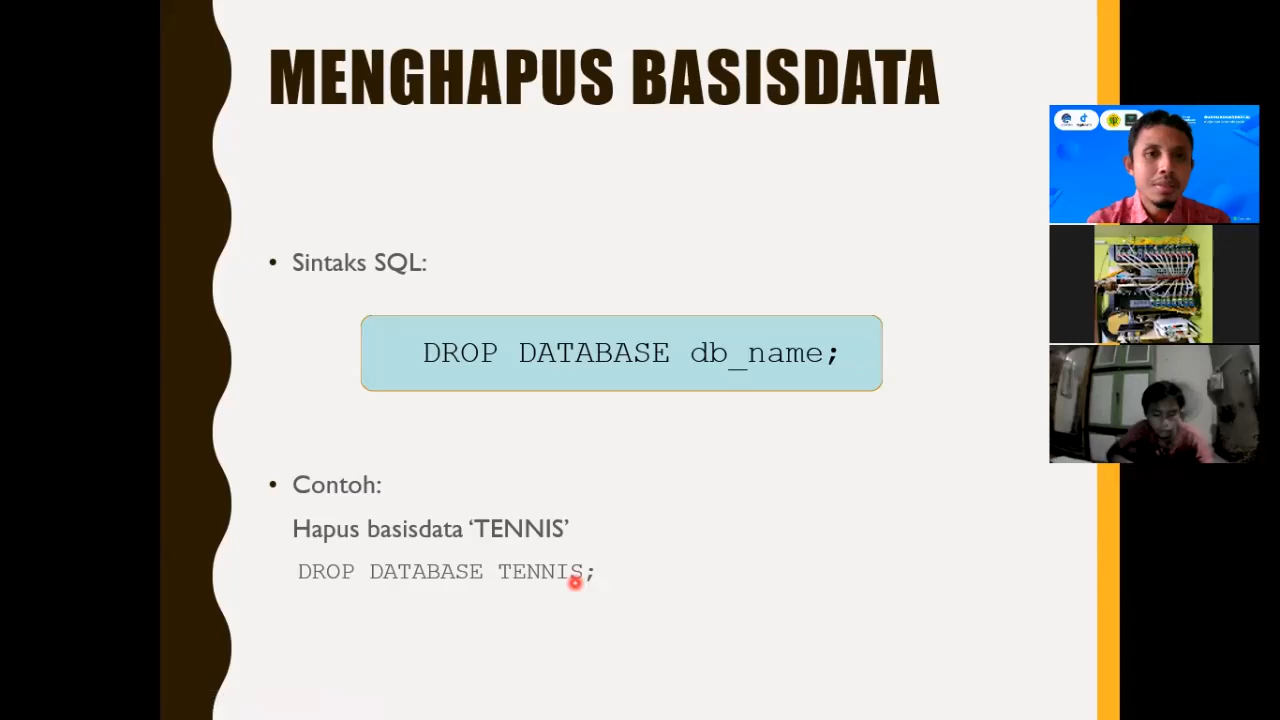 MENGHAPUS BASISDATA
• Sintaks SQL:
DROP DATABASE db_name;
• Contoh:
Hapus basisdata ‘TENNIS’
DROP DATABASE TENNIS;